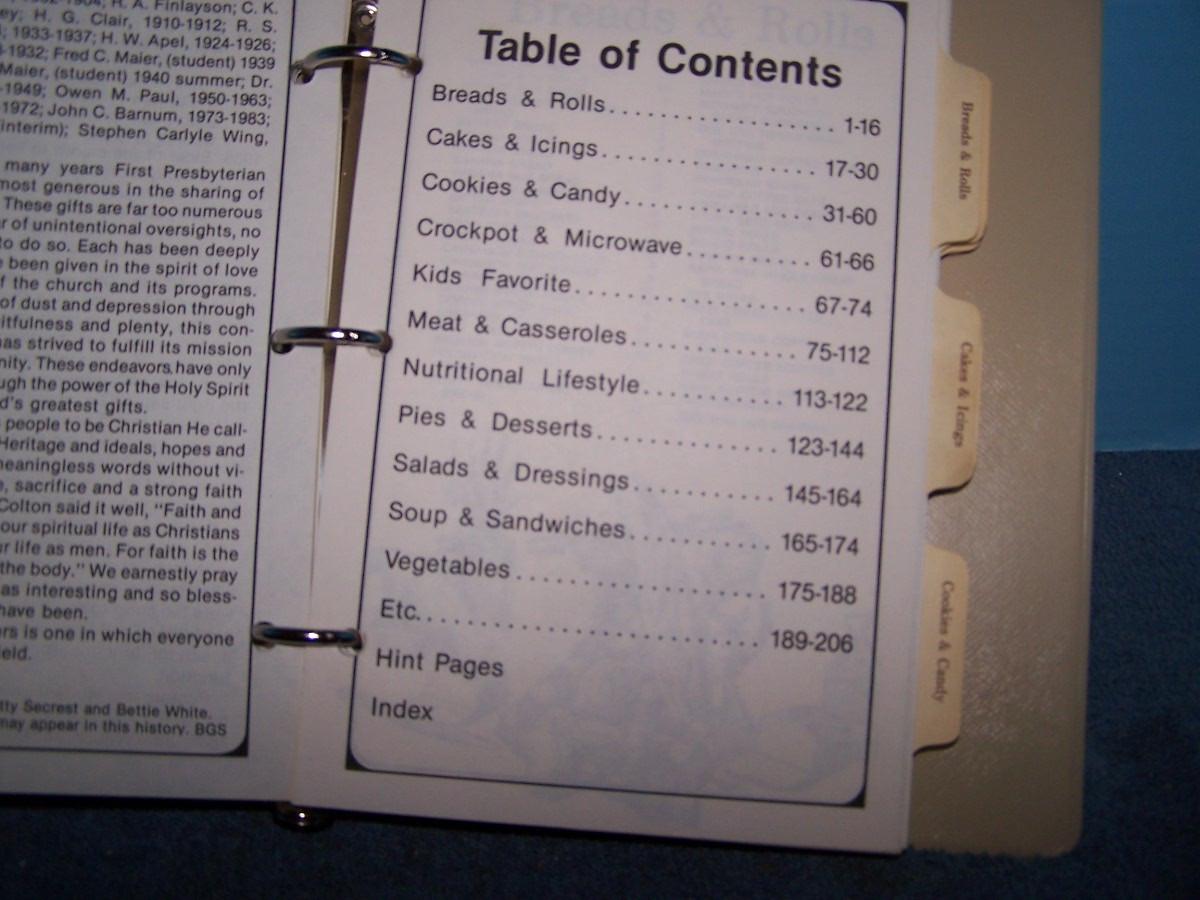 H. A. Finlayson; C. K.
H. G. Clair, 1910-1912; R. S.
1933-1937; H. W. Apel, 1924-1926;
-1932; Fred C. Maier, (student) 1939
Maier, (student) 1940 summer; Dr.
-1949; Owen M. Paul, 1950-1963;
-1972; John C. Barnum, 1973-1983;
interim); Stephen Carlyle Wing,
many years First Presbyterian
most generous in the sharing of
These gifts are far too numerous
r of unintentional oversights, no
to do so. Each has been deeply
been given in the spirit of love
f the church and its programs.
of dust and depression through
itfulness and plenty, this con-
has strived to fulfill its mission
nity. These endeavors have only
ugh the power of the Holy Spirit
d's greatest gifts.
people to be Christian He call-
Heritage and ideals, hopes and
meaningless words without vi-
, sacrifice and a strong faith
Colton said it well, "Faith and
our spiritual life as Christians
r life as men. For faith is the
the body." We earnestly pray
as interesting and so bless-
have been.
rs is one in which everyone
ield.
tty Secrest and Bettie White.
may appear in this history. BGS
Breads & Rolls
Table of Contents
Breads & Rolls................. 1-16
Cakes & Icings................ 17-30
Cookies & Candy.............. 31-60
Crockpot & Microwave......... 61-66
Kids Favorite................. 67-74
Meat & Casseroles............ 75-112
Nutritional Lifestyle.......... 113-122
Pies & Desserts.............. 123-144
Salads & Dressings.......... 145-164
Soup & Sandwiches.......... 165-174
Vegetables.................. 175-188
Etc......................... 189-206
Hint Pages
Index
Breads & Rolls
Cakes & Icings
Cookies & Candy